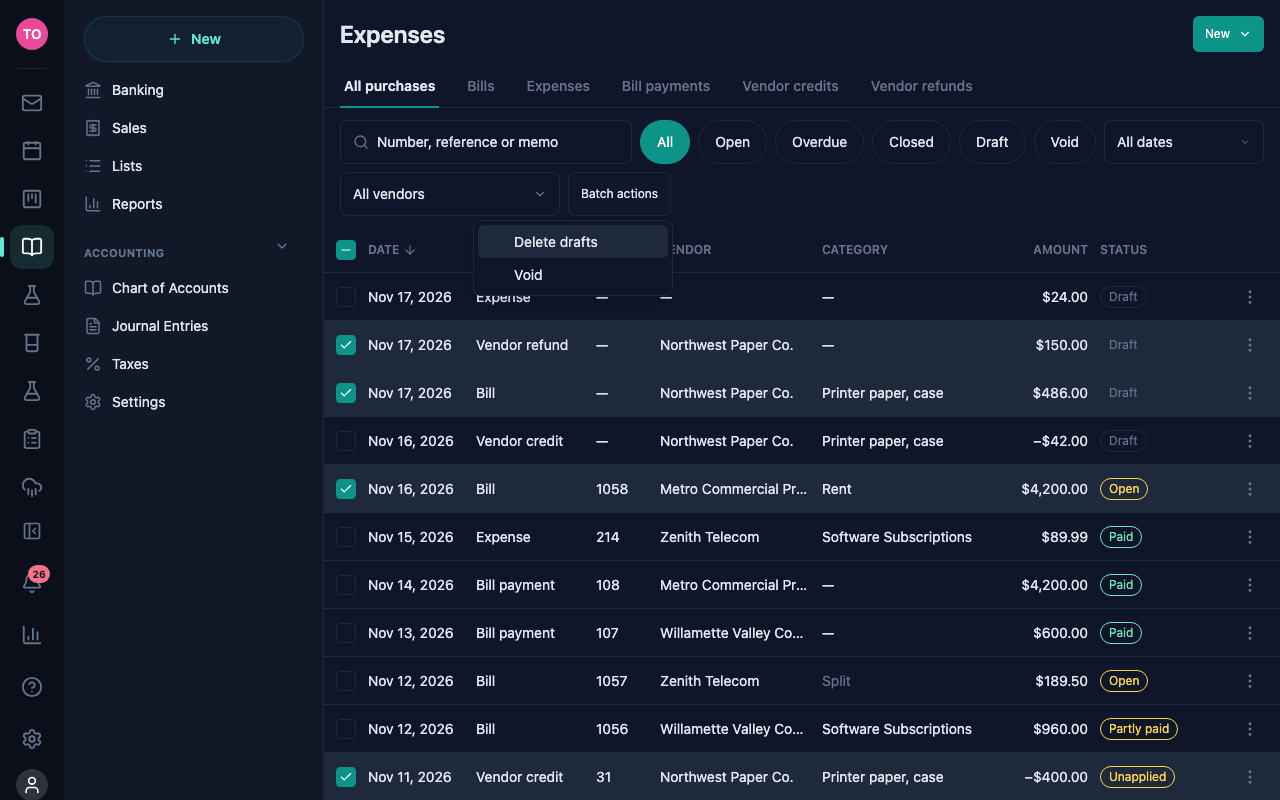 TO
New
Banking
Sales
Lists
Reports
ACCOUNTING
Chart of Accounts
Journal Entries
Taxes
Settings
26
Expenses
New
All purchases Bills Expenses Bill payments Vendor credits Vendor refunds
Number, reference or memo All Open Overdue Closed Draft Void All dates
All vendors Batch actions
Delete drafts
Void
DATE ENDOR CATEGORY AMOUNT STATUS
Nov 17, 2026 Expense — — — $24.00 Draft
Nov 17, 2026 Vendor refund — Northwest Paper Co. — $150.00 Draft
Nov 17, 2026 Bill — Northwest Paper Co. Printer paper, case $486.00 Draft
Nov 16, 2026 Vendor credit — Northwest Paper Co. Printer paper, case −$42.00 Draft
Nov 16, 2026 Bill 1058 Metro Commercial Pr... Rent $4,200.00 Open
Nov 15, 2026 Expense 214 Zenith Telecom Software Subscriptions $89.99 Paid
Nov 14, 2026 Bill payment 108 Metro Commercial Pr... — $4,200.00 Paid
Nov 13, 2026 Bill payment 107 Willamette Valley Co... — $600.00 Paid
Nov 12, 2026 Bill 1057 Zenith Telecom Split $189.50 Open
Nov 12, 2026 Bill 1056 Willamette Valley Co... Software Subscriptions $960.00 Partly paid
Nov 11, 2026 Vendor credit 31 Northwest Paper Co. Printer paper, case −$400.00 Unapplied